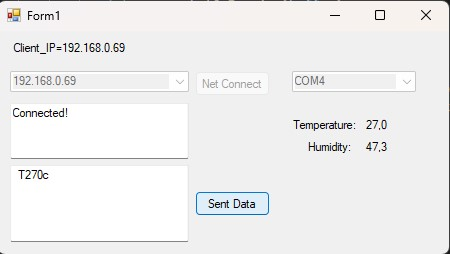 Form1
Client_IP=192.168.0.69
192.168.0.69
Net Connect
COM4
Connected!
Temperature: 27,0
Humidity: 47,3
T270c
Sent Data